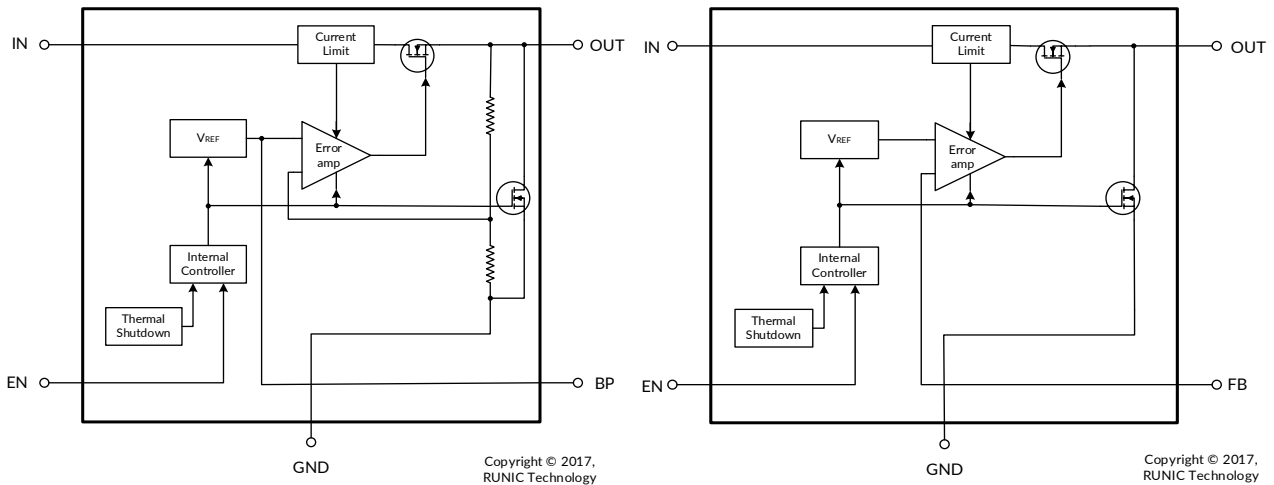 IN
Current
Limit
OUT
VREF
Error
amp
Internal
Controller
Thermal
Shutdown
EN
BP
GND
Copyright © 2017,
RUNIC Technology
IN
Current
Limit
OUT
VREF
Error
amp
Internal
Controller
Thermal
Shutdown
EN
FB
GND
Copyright © 2017,
RUNIC Technology